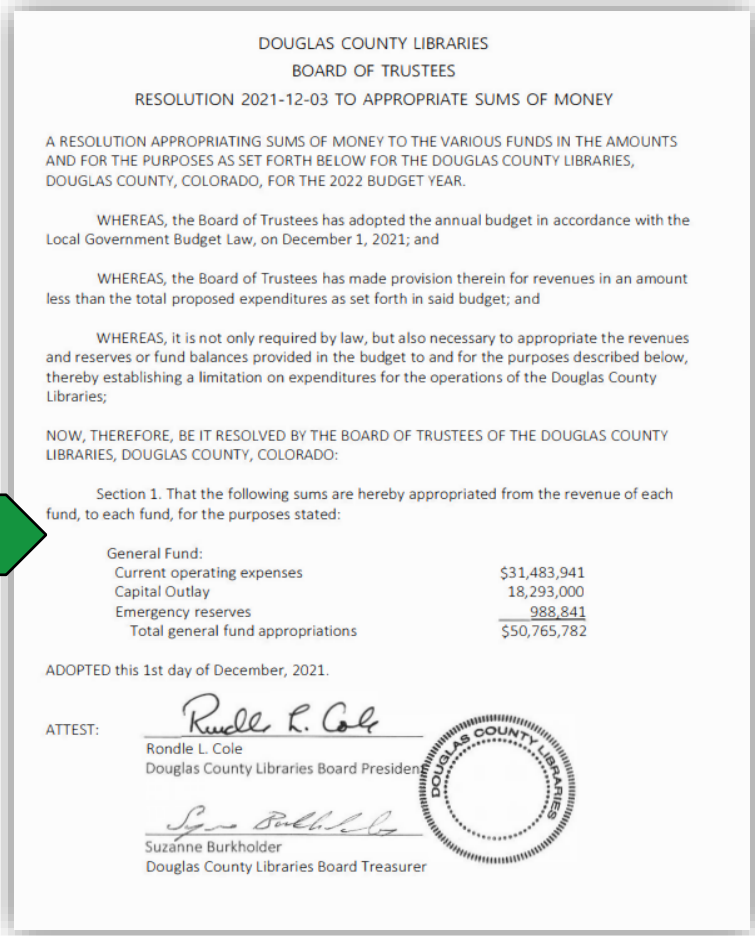 DOUGLAS COUNTY LIBRARIES
BOARD OF TRUSTEES
RESOLUTION 2021-12-03 TO APPROPRIATE SUMS OF MONEY
A RESOLUTION APPROPRIATING SUMS OF MONEY TO THE VARIOUS FUNDS IN THE AMOUNTS
AND FOR THE PURPOSES AS SET FORTH BELOW FOR THE DOUGLAS COUNTY LIBRARIES,
DOUGLAS COUNTY, COLORADO, FOR THE 2022 BUDGET YEAR.
WHEREAS, the Board of Trustees has adopted the annual budget in accordance with the
Local Government Budget Law, on December 1, 2021; and
WHEREAS, the Board of Trustees has made provision therein for revenues in an amount
less than the total proposed expenditures as set forth in said budget; and
WHEREAS, it is not only required by law, but also necessary to appropriate the revenues
and reserves or fund balances provided in the budget to and for the purposes described below,
thereby establishing a limitation on expenditures for the operations of the Douglas County
Libraries;
NOW, THEREFORE, BE IT RESOLVED BY THE BOARD OF TRUSTEES OF THE DOUGLAS COUNTY
LIBRARIES, DOUGLAS COUNTY, COLORADO:
Section 1. That the following sums are hereby appropriated from the revenue of each
fund, to each fund, for the purposes stated:
General Fund:
Current operating expenses $31,483,941
Capital Outlay 18,293,000
Emergency reserves 988,841
Total general fund appropriations $50,765,782
ADOPTED this 1st day of December, 2021.
ATTEST:
Rondle L. Cole
Rondle L. Cole
Douglas County Libraries Board President
DOUGLAS COUNTY LIBRARIES
Suzanne Burkholder
Douglas County Libraries Board Treasurer